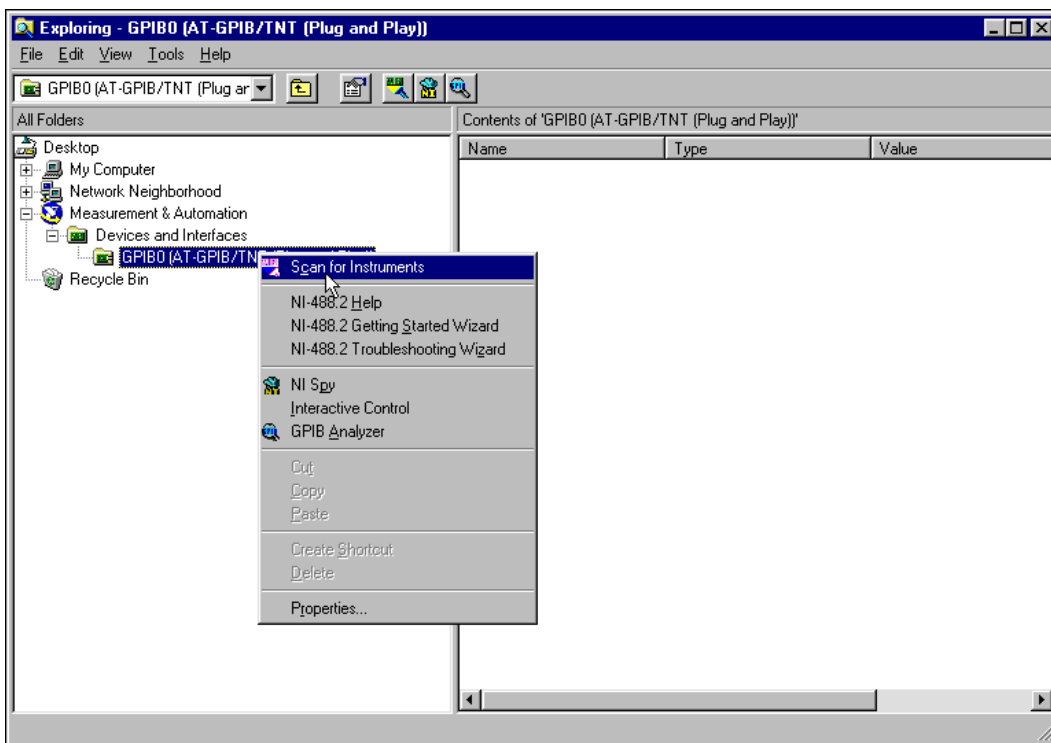 Exploring - GPIB0 (AT-GPIB/TNT (Plug and Play))
File Edit View Tools Help
GPIB0 (AT-GPIB/TNT (Plug ar
All Folders
Contents of 'GPIB0 (AT-GPIB/TNT (Plug and Play))'
Name Type Value
Desktop
My Computer
Network Neighborhood
Measurement & Automation
Devices and Interfaces
GPIB0 (AT-GPIB/TN
Recycle Bin
Scan for Instruments
NI-488.2 Help
NI-488.2 Getting Started Wizard
NI-488.2 Troubleshooting Wizard
NI Spy
Interactive Control
GPIB Analyzer
Cut
Copy
Paste
Create Shortcut
Delete
Properties...